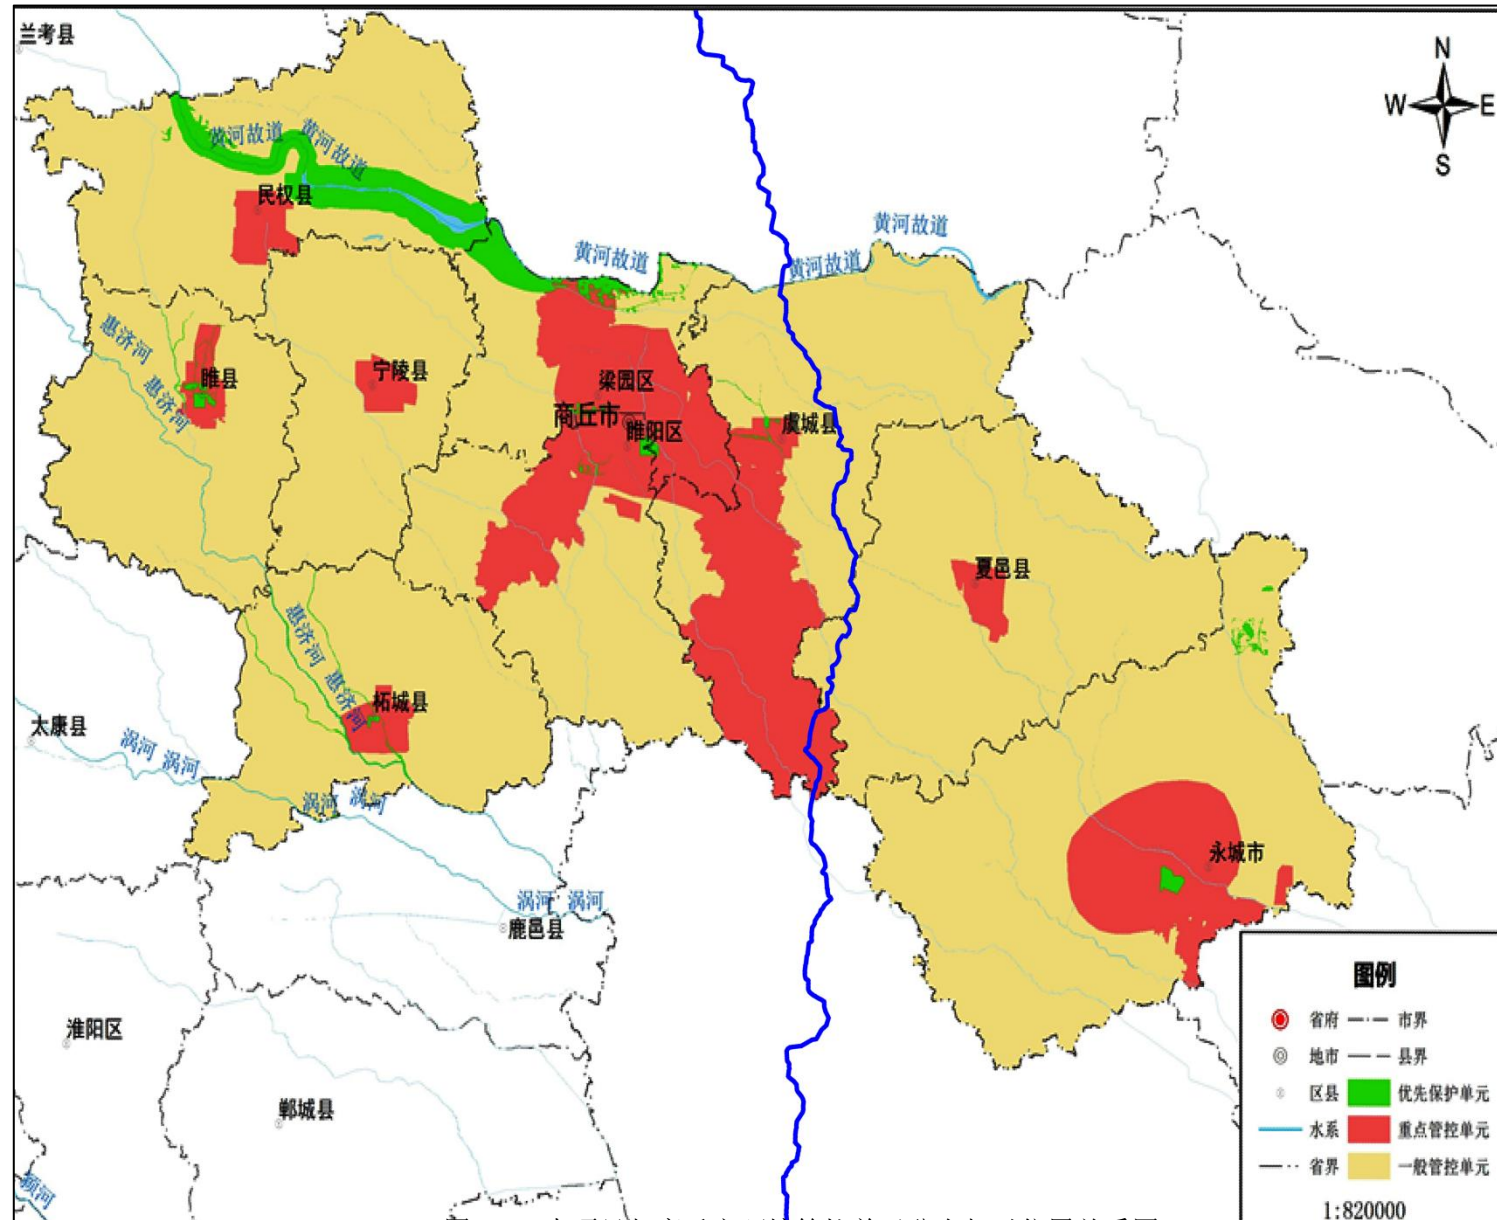 兰考县
N
W E
S
黄河故道
黄河故道
民权县
黄河故道
黄河故道
黄河故道
惠济河
惠济河
睢县
宁陵县
梁园区
商丘市
睢阳区
虞城县
夏邑县
惠济河
惠济河
柘城县
太康县
涡河 涡河
涡河 涡河
永城市
涡河 涡河
鹿邑县
淮阳区
郸城县
颍河
图例
省府 市界
地市 县界
区县 优先保护单元
水系 重点管控单元
省界 一般管控单元
1:820000